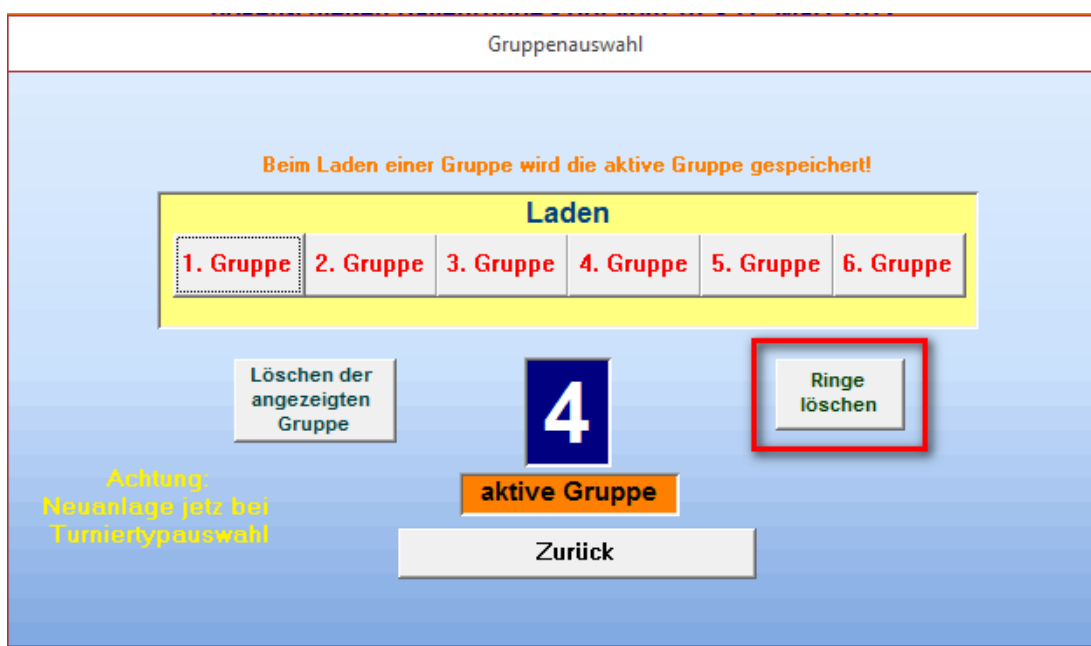 Gruppenauswahl
Beim Laden einer Gruppe wird die aktive Gruppe gespeichert!
Laden
1. Gruppe 2. Gruppe 3. Gruppe 4. Gruppe 5. Gruppe 6. Gruppe
Löschen der
angezeigten
Gruppe
4
Ringe
löschen
aktive Gruppe
Achtung:
Neuanlage jetz bei
Turniertypauswahl
Zurück